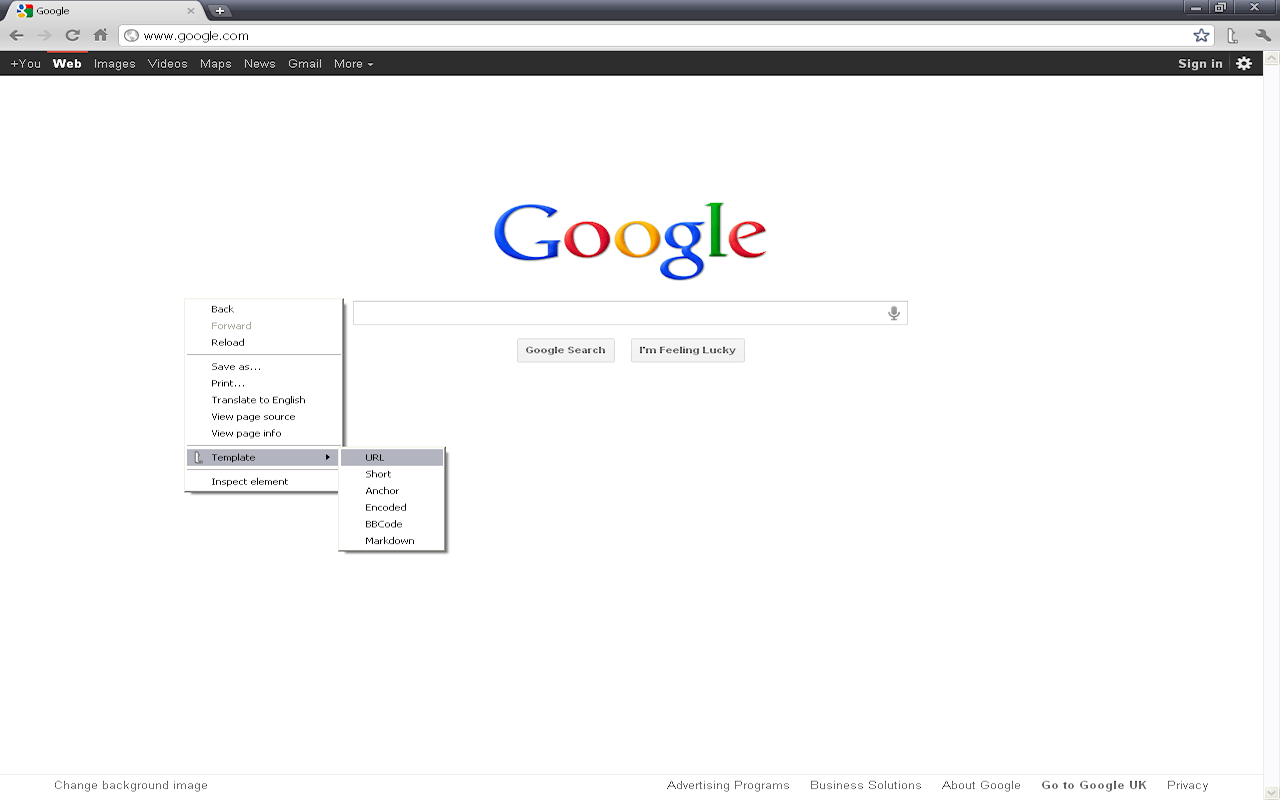 Google
www.google.com
+You Web Images Videos Maps News Gmail More Sign in
Google
Back
Forward
Reload
Google Search I'm Feeling Lucky
Save as...
Print...
Translate to English
View page source
View page info
Template
Inspect element
URL
Short
Anchor
Encoded
BBCode
Markdown
Change background image Advertising Programs Business Solutions About Google Go to Google UK Privacy